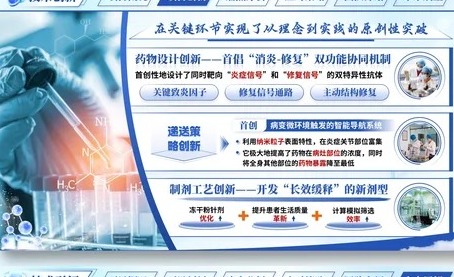 在关键环节实现了从理念到实践的原创性突破
药物设计创新——首倡“消炎-修复”双功能协同机制
首创性地设计了同时靶向“炎症信号”和“修复信号”的双特异性抗体
关键致炎因子 修复信号通路 主动结构修复
递送策略创新
首创 病变微环境触发的智能导航系统
• 利用纳米粒子表面特性，在炎症关节部位富集
• 它极大地提高了药物在病灶部位的浓度，同时
将全身其他部位的药物暴露降至最低
制剂工艺创新——开发“长效缓释”的新剂型
冻干粉针剂 + 提升患者生活质量 + 计算模拟筛选
优化 革新 效率